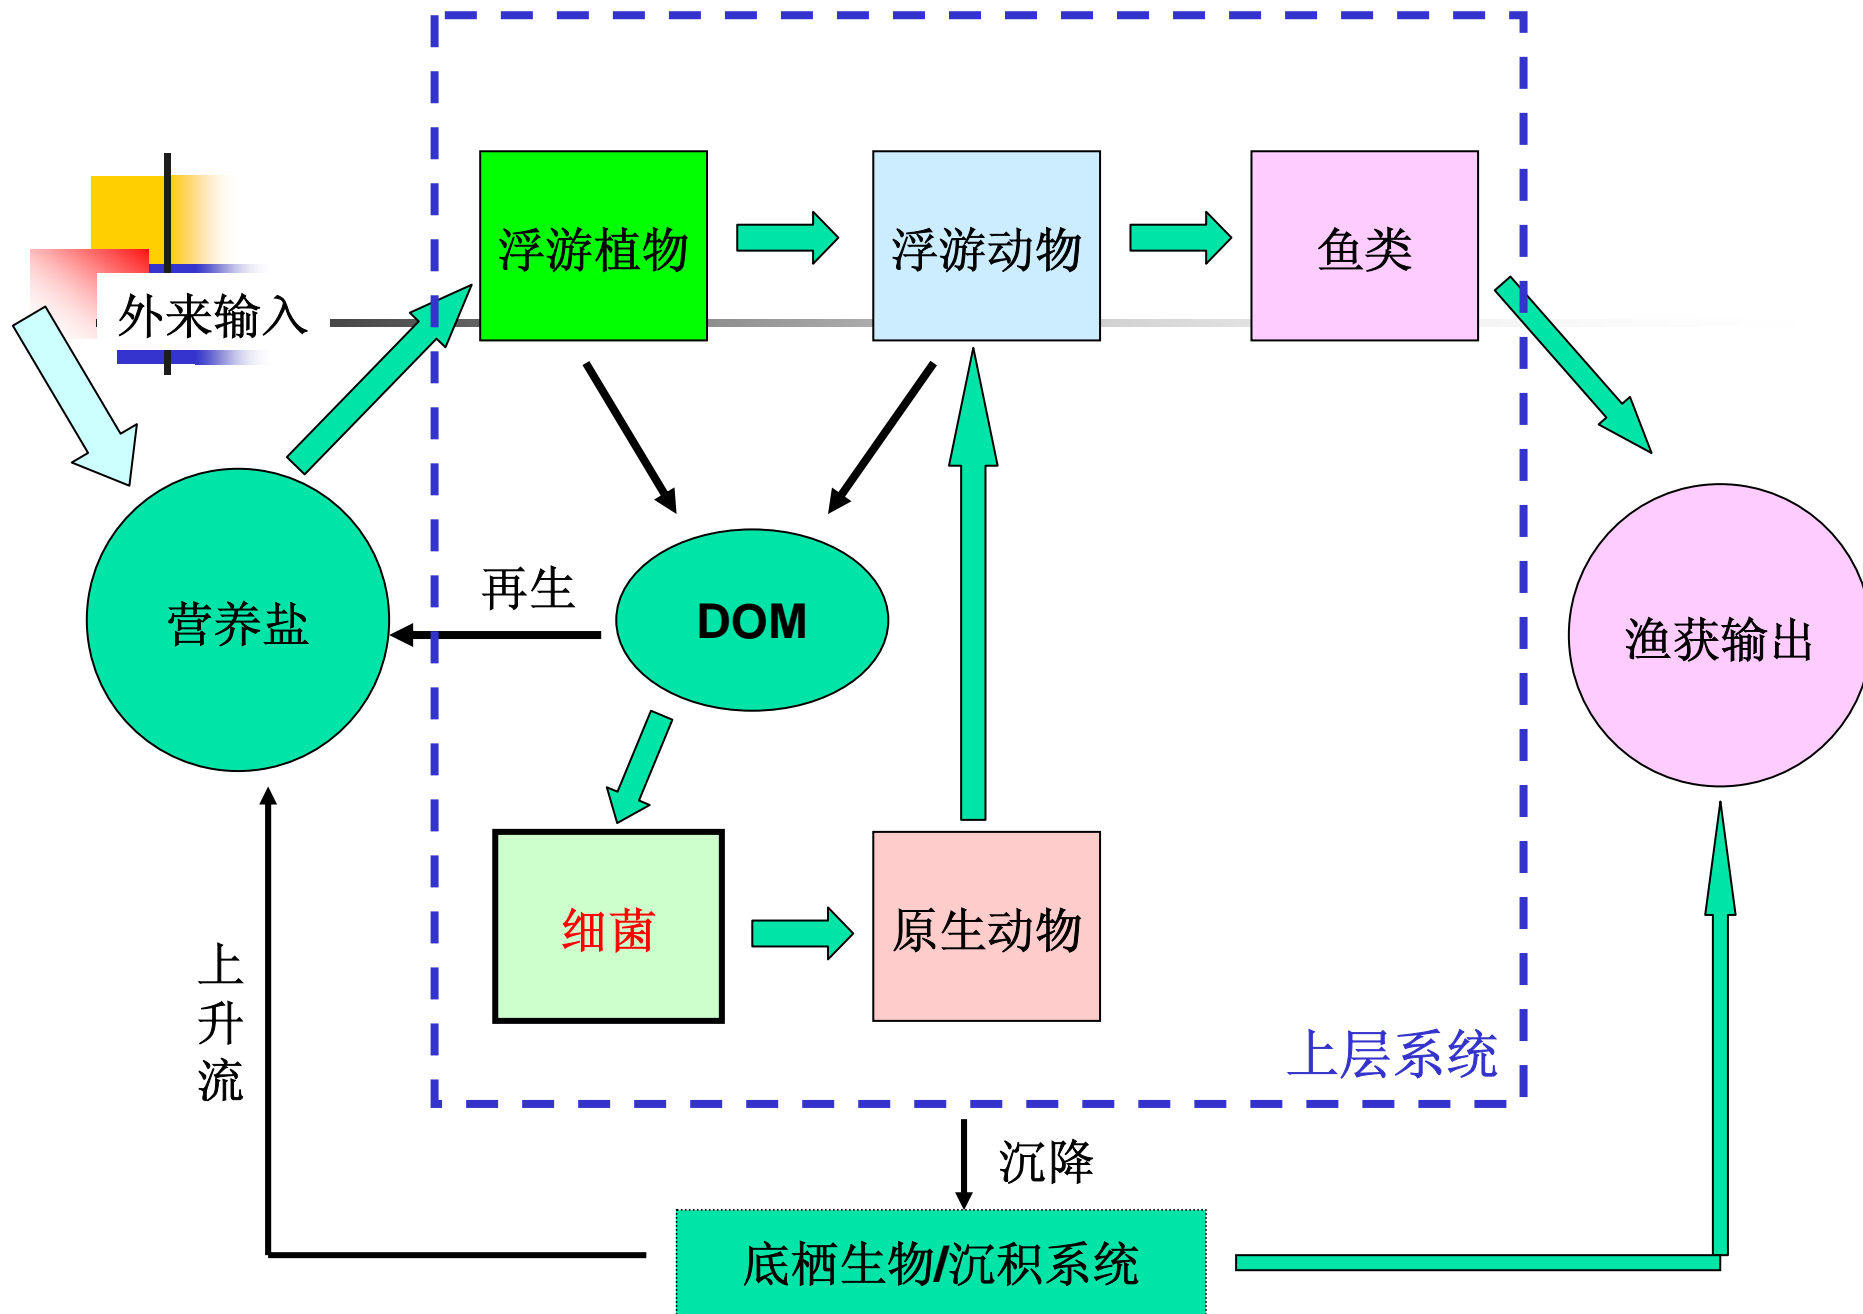 浮游植物
浮游动物
鱼类
外来输入
再生
营养盐
DOM
渔获输出
细菌
原生动物
上
升
流
上层系统
沉降
底栖生物/沉积系统